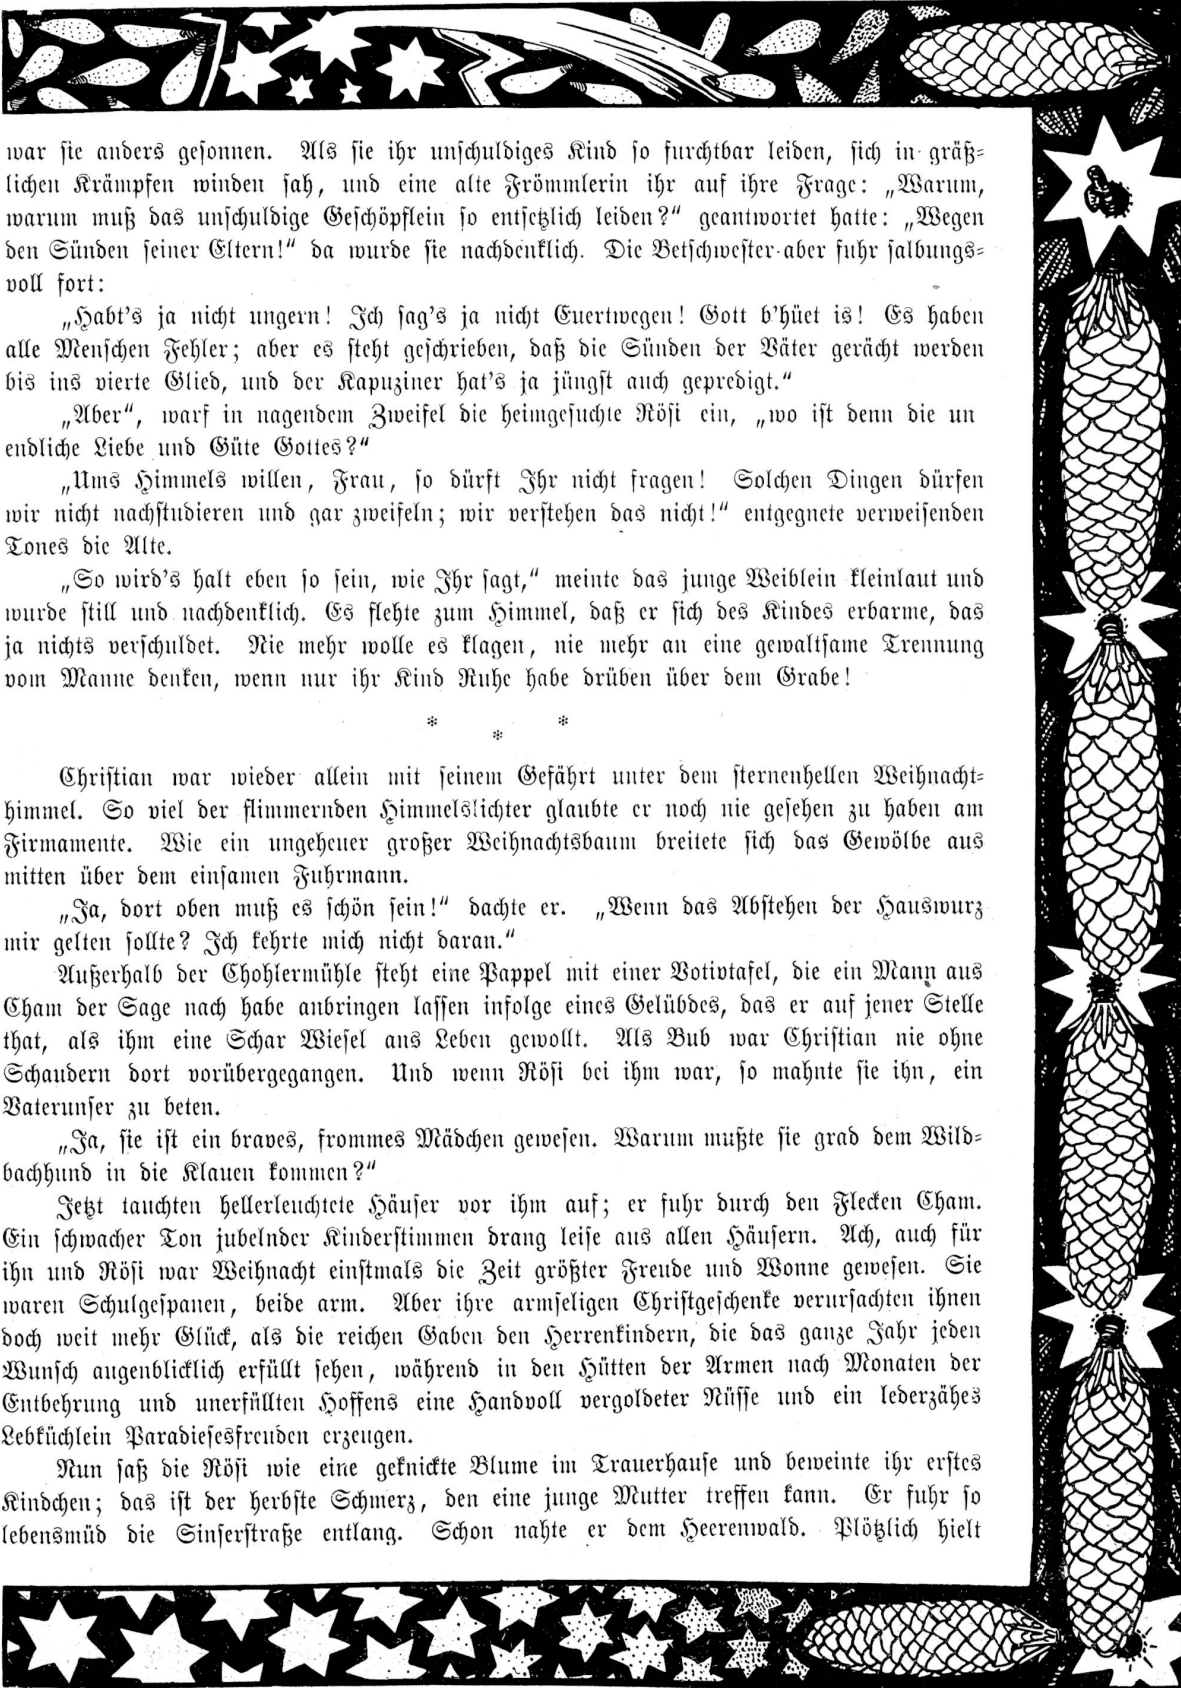 war sie anders gesonnen. Als sie ihr unschuldiges Kind so furchtbar leiden, sich in gräß-
lichen Krämpfen winden sah, und eine alte Frömmlerin ihr auf ihre Frage: „Warum,
warum muß das unschuldige Geschöpflein so entsetzlich leiden?“ geantwortet hatte: „Wegen
den Sünden seiner Eltern!“ da wurde sie nachdenklich. Die Betschwester aber fuhr salbungs-
voll fort:
„Habt's ja nicht ungern! Ich sag's ja nicht Euertwegen! Gott b'hüet is! Es haben
alle Menschen Fehler; aber es steht geschrieben, daß die Sünden der Väter gerächt werden
bis ins vierte Glied, und der Kapuziner hat's ja jüngst auch gepredigt.“
„Aber“, warf in nagendem Zweifel die heimgesuchte Rösi ein, „wo ist denn die un
endliche Liebe und Güte Gottes?“
„Ums Himmels willen, Frau, so dürft Ihr nicht fragen! Solchen Dingen dürfen
wir nicht nachstudieren und gar zweifeln; wir verstehen das nicht!“ entgegnete verweisenden
Tones die Alte.
„So wird's halt eben so sein, wie Ihr sagt,“ meinte das junge Weiblein kleinlaut und
wurde still und nachdenklich. Es flehte zum Himmel, daß er sich des Kindes erbarme, das
ja nichts verschuldet. Nie mehr wolle es klagen, nie mehr an eine gewaltsame Trennung
vom Manne denken, wenn nur ihr Kind Ruhe habe drüben über dem Grabe!
* * *
Christian war wieder allein mit seinem Gefährt unter dem sternenhellen Weihnacht-
himmel. So viel der flimmernden Himmelslichter glaubte er noch nie gesehen zu haben am
Firmamente. Wie ein ungeheuer großer Weihnachtsbaum breitete sich das Gewölbe aus
mitten über dem einsamen Fuhrmann.
„Ja, dort oben muß es schön sein!“ dachte er. „Wenn das Abstehen der Hauswurz
mir gelten sollte? Ich kehrte mich nicht daran.“
Außerhalb der Chohlermühle steht eine Pappel mit einer Votivtafel, die ein Mann aus
Cham der Sage nach habe anbringen lassen infolge eines Gelübdes, das er auf jener Stelle
that, als ihm eine Schar Wiesel ans Leben gewollt. Als Bub war Christian nie ohne
Schaudern dort vorübergegangen. Und wenn Rösi bei ihm war, so mahnte sie ihn, ein
Vaterunser zu beten.
„Ja, sie ist ein braves, frommes Mädchen gewesen. Warum mußte sie grad dem Wild-
bachhund in die Klauen kommen?“
Jetzt tauchten hellerleuchtete Häuser vor ihm auf; er fuhr durch den Flecken Cham.
Ein schwacher Ton jubelnder Kinderstimmen drang leise aus allen Häusern. Ach, auch für
ihn und Rösi war Weihnacht einstmals die Zeit größter Freude und Wonne gewesen. Sie
waren Schulgespanen, beide arm. Aber ihre armseligen Christgeschenke verursachten ihnen
doch weit mehr Glück, als die reichen Gaben den Herrenkindern, die das ganze Jahr jeden
Wunsch augenblicklich erfüllt sehen, während in den Hütten der Armen nach Monaten der
Entbehrung und unerfüllten Hoffens eine Handvoll vergoldeter Nüsse und ein lederzähes
Lebküchlein Paradiesesfreuden erzeugen.
Nun saß die Rösi wie eine geknickte Blume im Trauerhause und beweinte ihr erstes
Kindchen; das ist der herbste Schmerz, den eine junge Mutter treffen kann. Er fuhr so
lebensmüd die Sinserstraße entlang. Schon nahte er dem Heerenwald. Plötzlich hielt